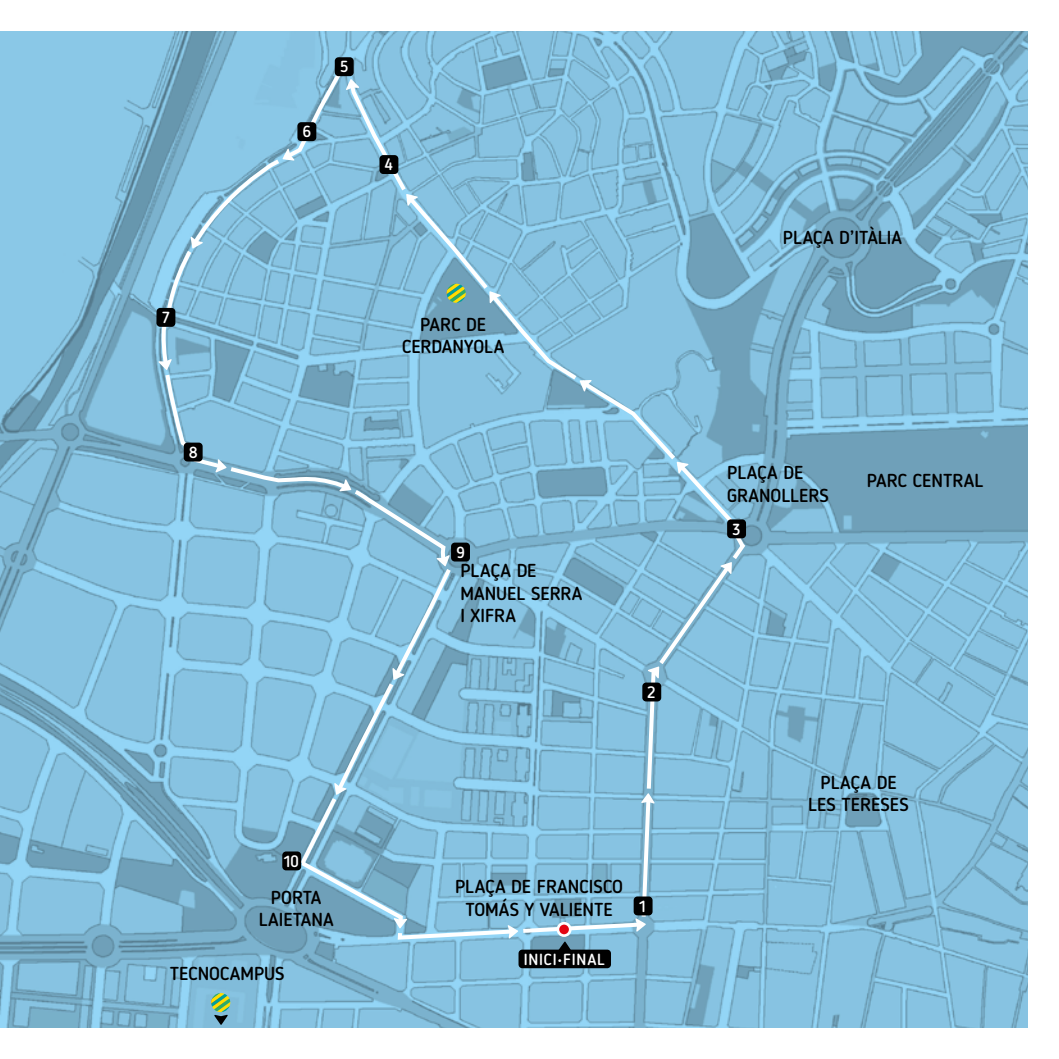 5
6
4
PLAÇA D'ITÀLIA
7
PARC DE
CERDANYOLA
8
PLAÇA DE
GRANOLLERS
PARC CENTRAL
3
9
PLAÇA DE
MANUEL SERRA
I XIFRA
2
PLAÇA DE
LES TERESES
10
PORTA
LAIETANA
PLAÇA DE FRANCISCO
TOMÁS Y VALIENTE
1
INICI·FINAL
TECNOCAMPUS